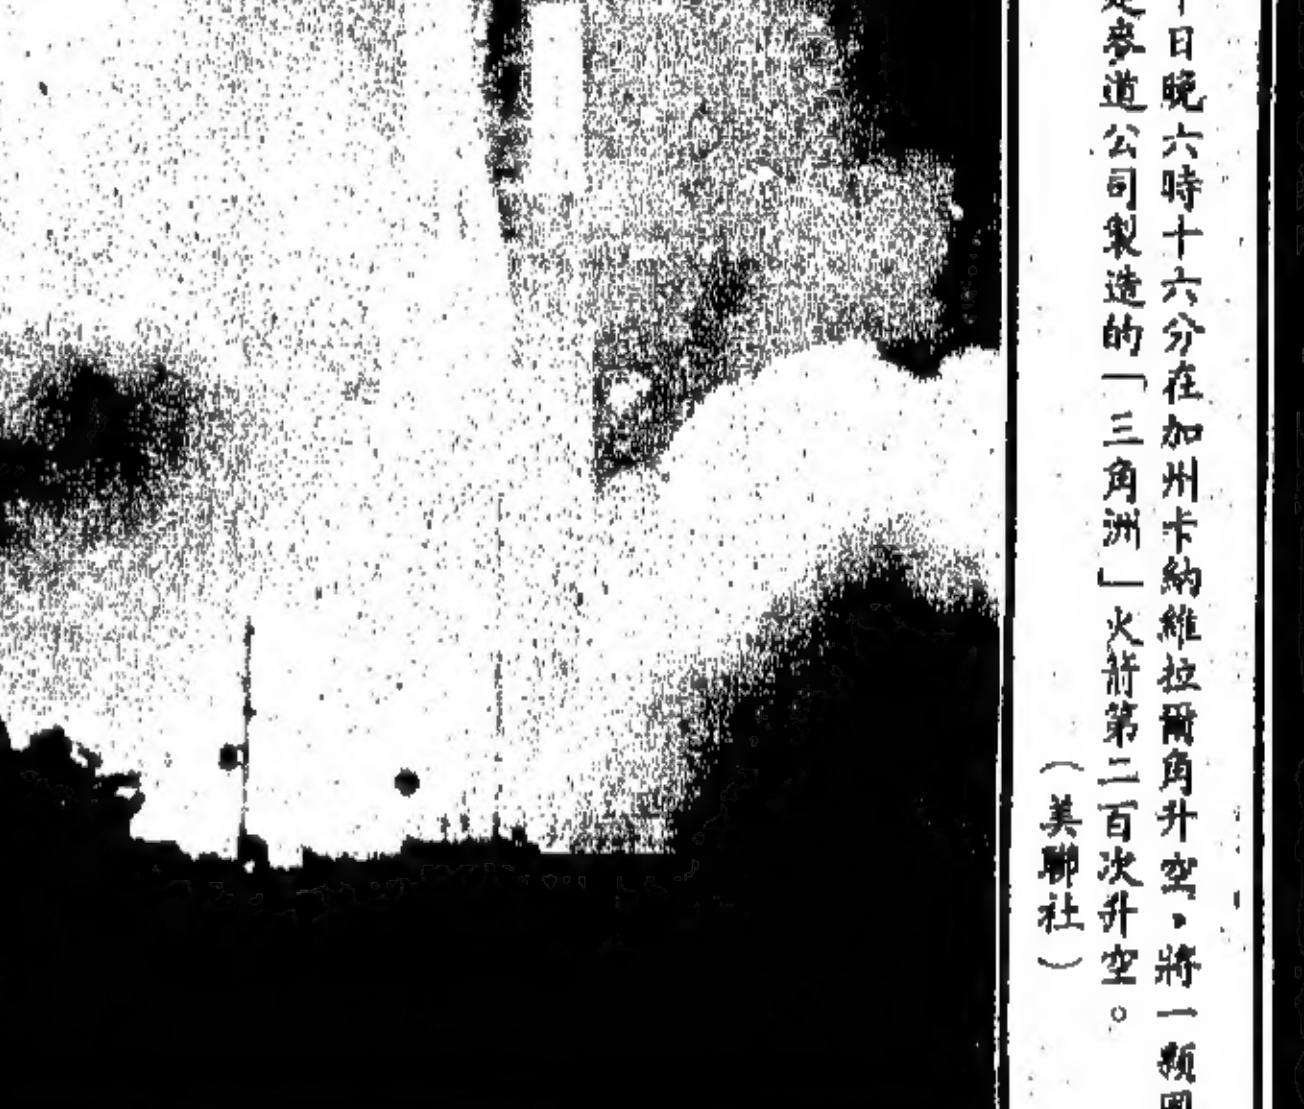 日晚六時十六分在加州卡納維拉爾角升空，將一顆
麥道公司製造的「三角洲」火箭第二百次升空。
（美聯社）